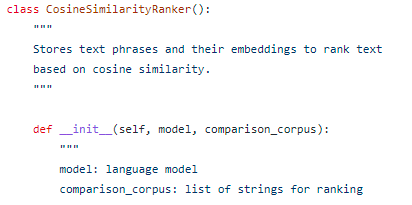 class CosineSimilarityRanker():
"""
Stores text phrases and their embeddings to rank text
based on cosine similarity.
"""
def __init__(self, model, comparison_corpus):
"""
model: language model
comparison_corpus: list of strings for ranking